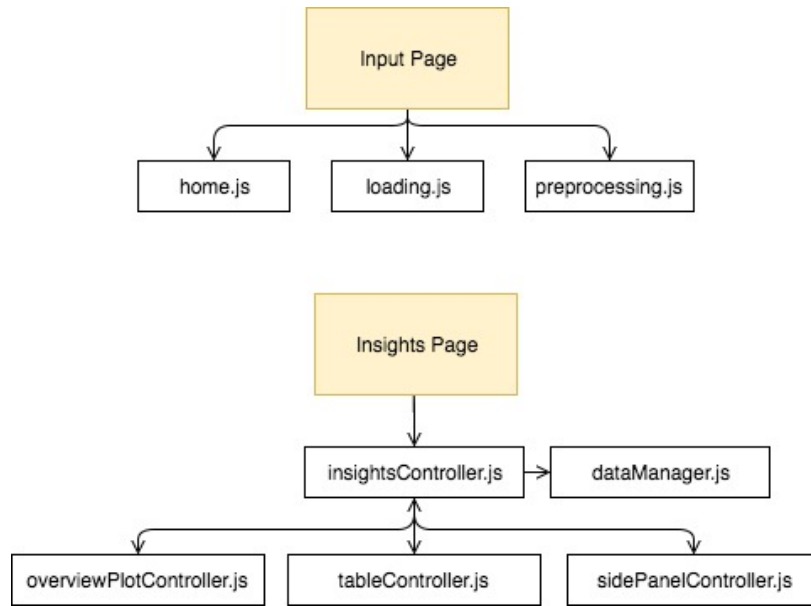 Input Page
home.js
loading.js
preprocessing.js
Insights Page
insightsController.js
dataManager.js
overviewPlotController.js
tableController.js
sidePanelController.js